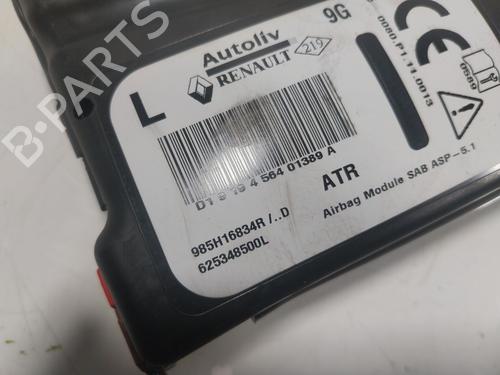 Autoliv
9G
L
RENAULT
219
0080.P1.11.0013
0589
D1 9 19 4 564 01389 A
ATR
985H16834R /..D
Airbag Module SAB ASP-5.1
625348500L
B-PARTS